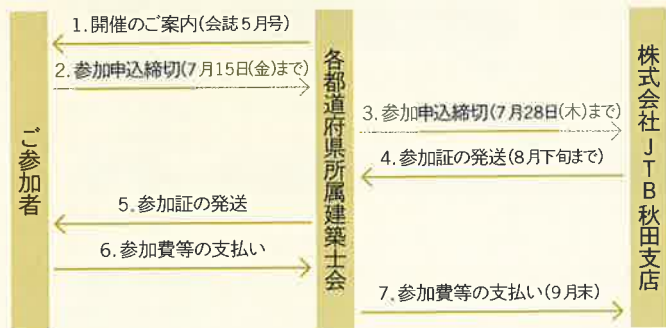 1.開催のご案内(会誌5月号)
2.参加申込締切(7月15日(金)まで)
3.参加申込締切(7月28日(木)まで)
4.参加証の発送(8月下旬まで)
5.参加証の発送
6.参加費等の支払い
7.参加費等の支払い(9月末)
ご参加者
各都道府県所属建築士会
株式会社JTB秋田支店